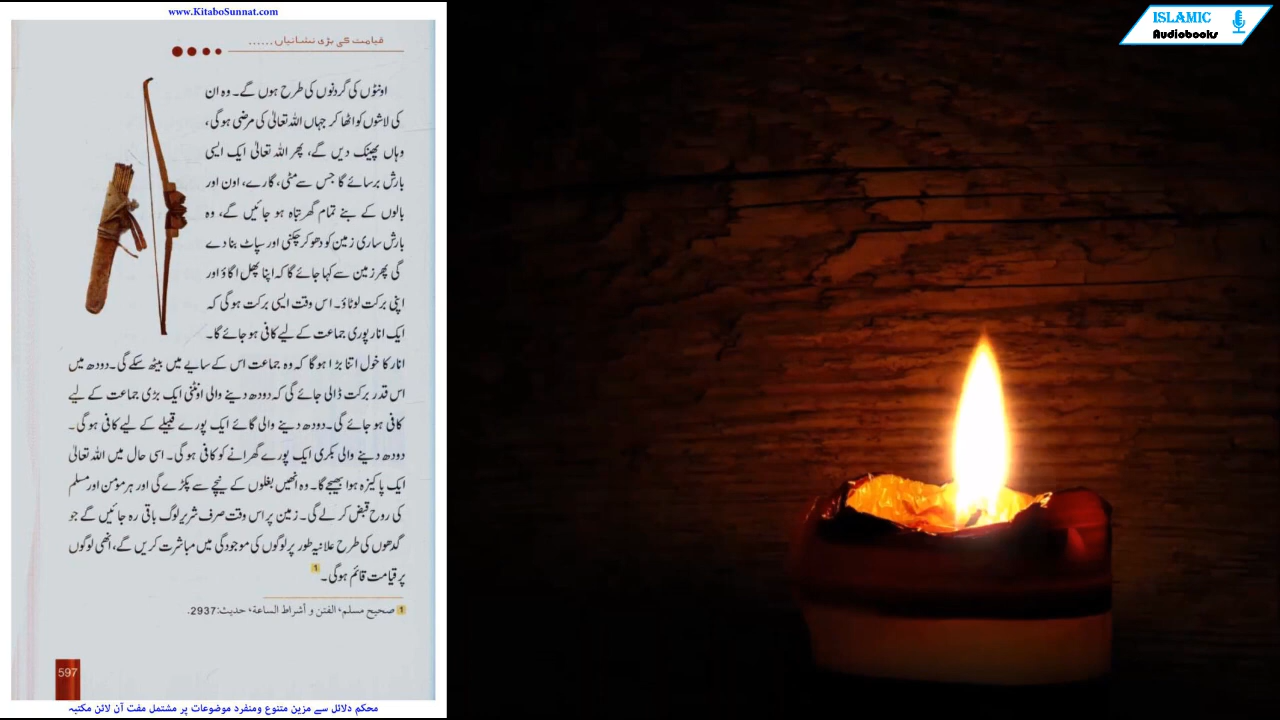 www.KitaboSunnat.com
قیامت کی بڑی نشانیاں......
اونٹوں کی گردنوں کی طرح ہوں گے۔ وہ ان
کی لاشوں کو اٹھا کر جہاں اللہ تعالیٰ کی مرضی ہوگی،
وہاں پھینک دیں گے، پھر اللہ تعالیٰ ایک ایسی
بارش برسائے گا جس سے مٹی، گارے، اون اور
بالوں کے بنے تمام گھر تباہ ہو جائیں گے، وہ
بارش ساری زمین کو دھو کر چکنی اور سپاٹ بنا دے
گی پھر زمین سے کہا جائے گا کہ اپنا پھل اگاؤ اور
اپنی برکت لوٹاؤ۔ اس وقت ایسی برکت ہوگی کہ
ایک انار پوری جماعت کے لیے کافی ہو جائے گا۔
انار کا خول اتنا بڑا ہوگا کہ وہ جماعت اس کے سایے میں بیٹھ سکے گی۔ دودھ میں
اس قدر برکت ڈالی جائے گی کہ دودھ دینے والی اونٹنی ایک بڑی جماعت کے لیے
کافی ہو جائے گی۔ دودھ دینے والی گائے ایک پورے قبیلے کے لیے کافی ہوگی۔
دودھ دینے والی بکری ایک پورے گھرانے کو کافی ہوگی۔ اسی حال میں اللہ تعالیٰ
ایک پاکیزہ ہوا بھیجے گا۔ وہ انھیں بغلوں کے نیچے سے پکڑے گی اور ہر مؤمن اور مسلم
کی روح قبض کر لے گی۔ زمین پر اس وقت صرف شریر لوگ باقی رہ جائیں گے جو
گدھوں کی طرح علانیہ طور پر لوگوں کی موجودگی میں مباشرت کریں گے، انھی لوگوں
پر قیامت قائم ہوگی۔ 1
1 صحیح مسلم، الفتن و أشراط الساعة، حدیث:2937.
597
محکم دلائل سے مزین متنوع ومنفرد موضوعات پر مشتمل مفت آن لائن مکتبہ
ISLAMIC
Audiobooks